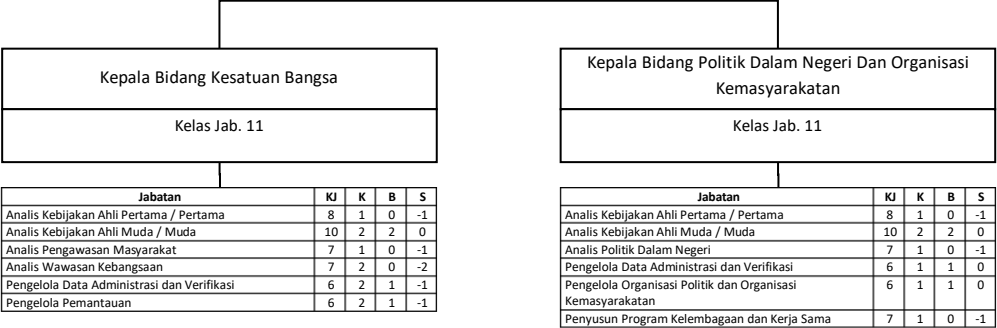 Kepala Bidang Kesatuan Bangsa
Kelas Jab. 11
Jabatan KJ K B S
Analis Kebijakan Ahli Pertama / Pertama 8 1 0 -1
Analis Kebijakan Ahli Muda / Muda 10 2 2 0
Analis Pengawasan Masyarakat 7 1 0 -1
Analis Wawasan Kebangsaan 7 2 0 -2
Pengelola Data Administrasi dan Verifikasi 6 2 1 -1
Pengelola Pemantauan 6 2 1 -1
Kepala Bidang Politik Dalam Negeri Dan Organisasi
Kemasyarakatan
Kelas Jab. 11
Jabatan KJ K B S
Analis Kebijakan Ahli Pertama / Pertama 8 1 0 -1
Analis Kebijakan Ahli Muda / Muda 10 2 2 0
Analis Politik Dalam Negeri 7 1 0 -1
Pengelola Data Administrasi dan Verifikasi 6 1 1 0
Pengelola Organisasi Politik dan Organisasi 6 1 1 0
Kemasyarakatan
Penyusun Program Kelembagaan dan Kerja Sama 7 1 0 -1